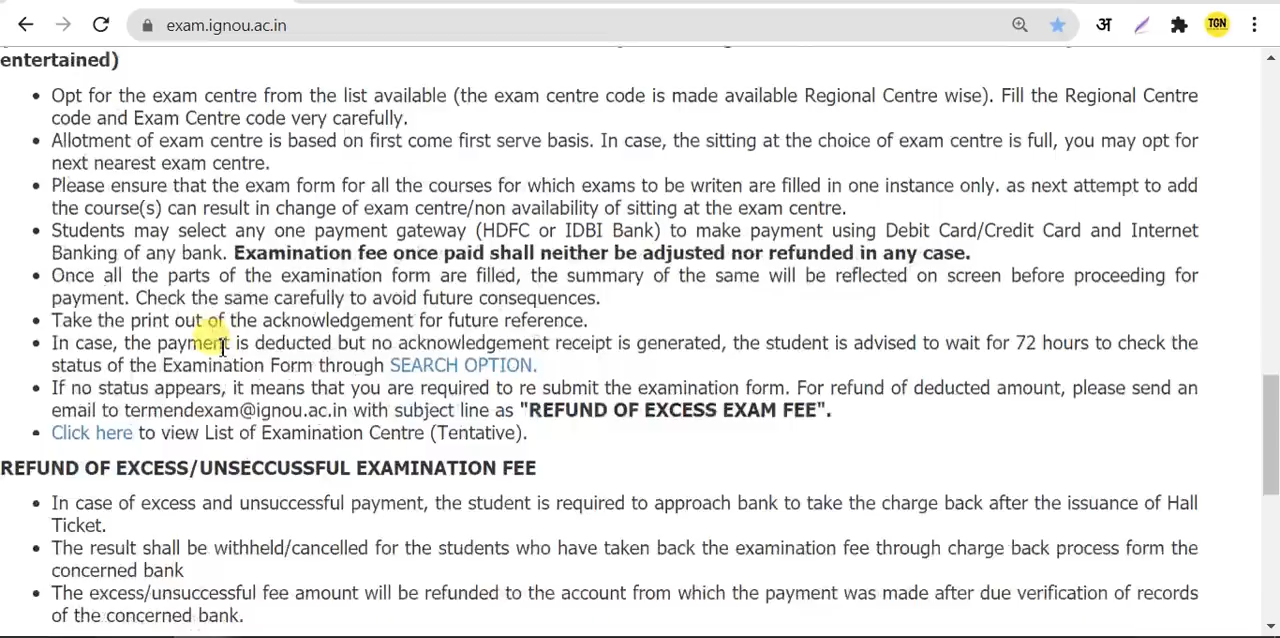 exam.ignou.ac.in
अ
TGN
entertained)
• Opt for the exam centre from the list available (the exam centre code is made available Regional Centre wise). Fill the Regional Centre
code and Exam Centre code very carefully.
• Allotment of exam centre is based on first come first serve basis. In case, the sitting at the choice of exam centre is full, you may opt for
next nearest exam centre.
• Please ensure that the exam form for all the courses for which exams to be writen are filled in one instance only. as next attempt to add
the course(s) can result in change of exam centre/non availability of sitting at the exam centre.
• Students may select any one payment gateway (HDFC or IDBI Bank) to make payment using Debit Card/Credit Card and Internet
Banking of any bank. Examination fee once paid shall neither be adjusted nor refunded in any case.
• Once all the parts of the examination form are filled, the summary of the same will be reflected on screen before proceeding for
payment. Check the same carefully to avoid future consequences.
• Take the print out of the acknowledgement for future reference.
• In case, the payment is deducted but no acknowledgement receipt is generated, the student is advised to wait for 72 hours to check the
status of the Examination Form through SEARCH OPTION.
• If no status appears, it means that you are required to re submit the examination form. For refund of deducted amount, please send an
email to termendexam@ignou.ac.in with subject line as "REFUND OF EXCESS EXAM FEE".
• Click here to view List of Examination Centre (Tentative).
REFUND OF EXCESS/UNSECCUSSFUL EXAMINATION FEE
• In case of excess and unsuccessful payment, the student is required to approach bank to take the charge back after the issuance of Hall
Ticket.
• The result shall be withheld/cancelled for the students who have taken back the examination fee through charge back process form the
concerned bank
• The excess/unsuccessful fee amount will be refunded to the account from which the payment was made after due verification of records
of the concerned bank.